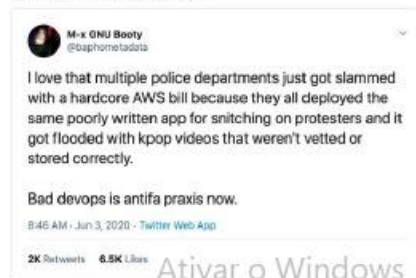 M-x GNU Booty
@baphometadata
I love that multiple police departments just got slammed
with a hardcore AWS bill because they all deployed the
same poorly written app for snitching on protesters and it
got flooded with kpop videos that weren't vetted or
stored correctly.
Bad devops is antifa praxis now.
8:46 AM · Jun 3, 2020 · Twitter Web App
2K Retweets 6.5K Likes
Ativar o Windows